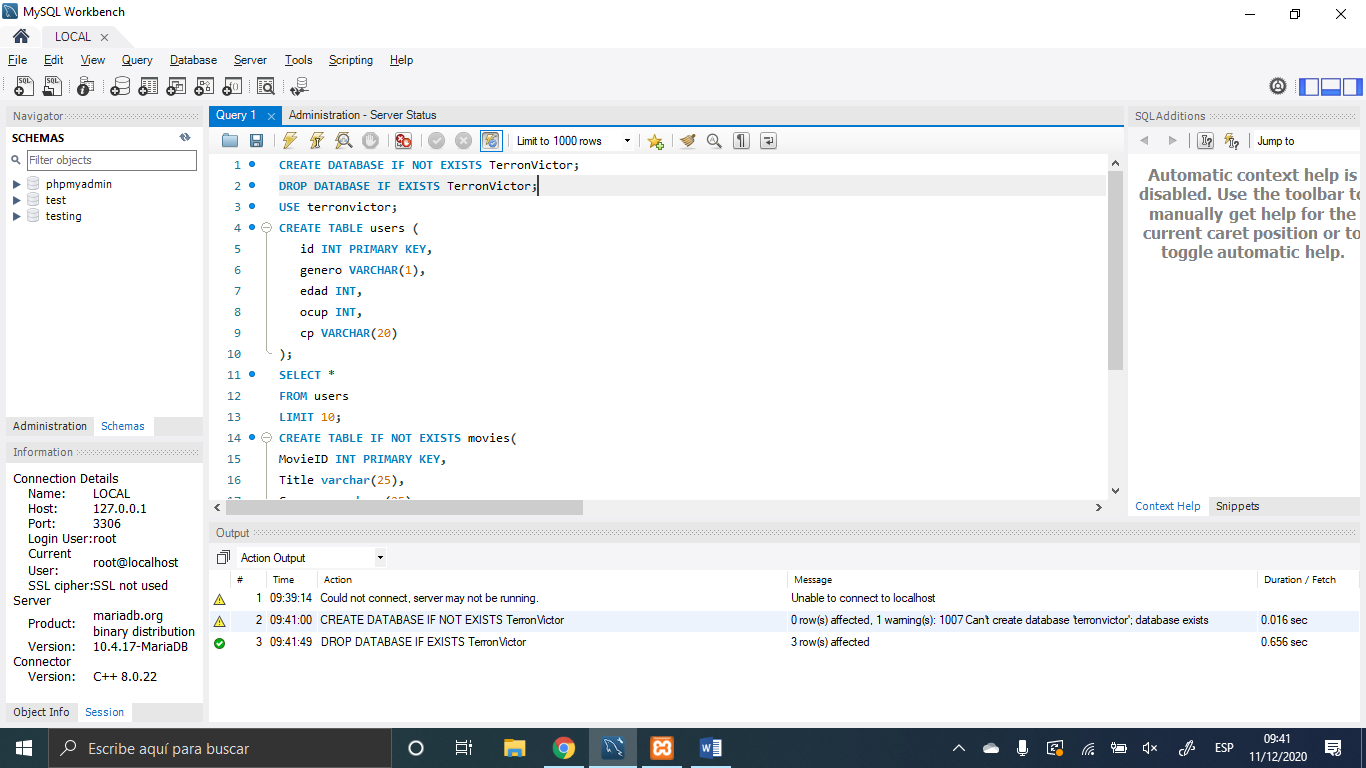 MySQL Workbench
LOCAL
File Edit View Query Database Server Tools Scripting Help
Navigator
SCHEMAS
Filter objects
phpmyadmin
test
testing
Administration Schemas
Information
Connection Details
Name: LOCAL
Host: 127.0.0.1
Port: 3306
Login User:root
Current User: root@localhost
SSL cipher:SSL not used
Server
Product: mariadb.org binary distribution
Version: 10.4.17-MariaDB
Connector
Version: C++ 8.0.22
Object Info Session
Query 1 Administration - Server Status
Limit to 1000 rows
1 CREATE DATABASE IF NOT EXISTS TerronVictor;
2 DROP DATABASE IF EXISTS TerronVictor;
3 USE terronvictor;
4 CREATE TABLE users (
5 id INT PRIMARY KEY,
6 genero VARCHAR(1),
7 edad INT,
8 ocup INT,
9 cp VARCHAR(20)
10 );
11 SELECT *
12 FROM users
13 LIMIT 10;
14 CREATE TABLE IF NOT EXISTS movies(
15 MovieID INT PRIMARY KEY,
16 Title varchar(25),
SQLAdditions
Jump to
Automatic context help is
disabled. Use the toolbar to
manually get help for the
current caret position or to
toggle automatic help.
Context Help Snippets
Output
Action Output
# Time Action Message Duration / Fetch
1 09:39:14 Could not connect, server may not be running. Unable to connect to localhost
2 09:41:00 CREATE DATABASE IF NOT EXISTS TerronVictor 0 row(s) affected, 1 warning(s): 1007 Can't create database 'terronvictor'; database exists 0.016 sec
3 09:41:49 DROP DATABASE IF EXISTS TerronVictor 3 row(s) affected 0.656 sec
Escribe aquí para buscar
ESP
09:41
11/12/2020